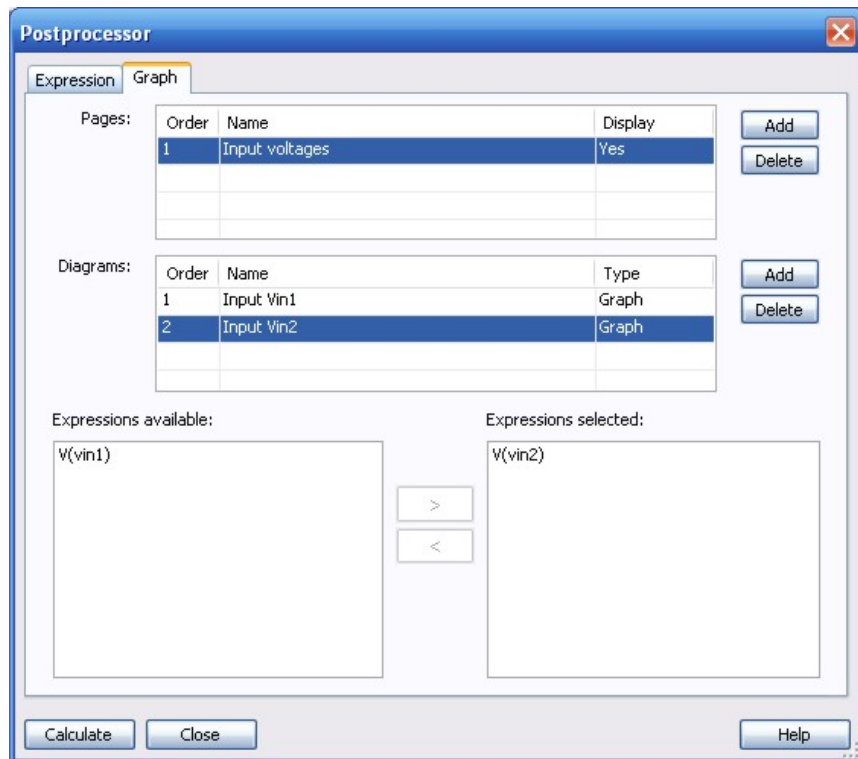 Postprocessor
Expression Graph
Pages:
Order Name Display
1 Input voltages Yes
Add
Delete
Diagrams:
Order Name Type
1 Input Vin1 Graph
2 Input Vin2 Graph
Add
Delete
Expressions available:
V(vin1)
>
<
Expressions selected:
V(vin2)
Calculate Close Help